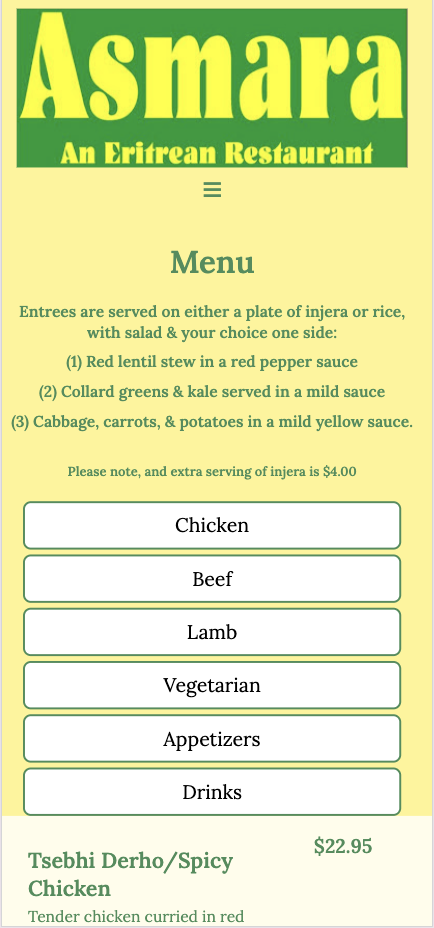 Asmara
An Eritrean Restaurant
Menu
Entrees are served on either a plate of injera or rice,
with salad & your choice one side:
(1) Red lentil stew in a red pepper sauce
(2) Collard greens & kale served in a mild sauce
(3) Cabbage, carrots, & potatoes in a mild yellow sauce.
Please note, and extra serving of injera is $4.00
Chicken
Beef
Lamb
Vegetarian
Appetizers
Drinks
Tsebhi Derho/Spicy
Chicken
$22.95
Tender chicken curried in red